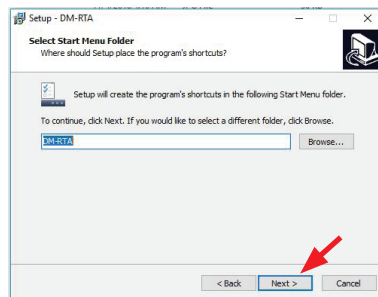 Setup - DM-RTA
Select Start Menu Folder
Where should Setup place the program's shortcuts?
Setup will create the program's shortcuts in the following Start Menu folder.
To continue, click Next. If you would like to select a different folder, click Browse.
DM-RTA
Browse...
< Back
Next >
Cancel